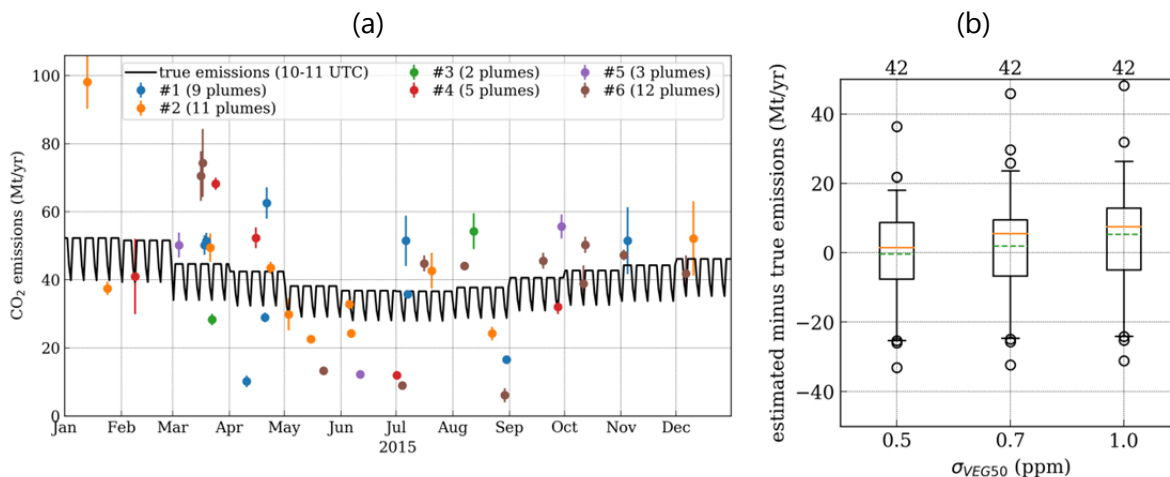 (a)
(b)
true emissions (10-11 UTC)
#1 (9 plumes)
#2 (11 plumes)
#3 (2 plumes)
#4 (5 plumes)
#5 (3 plumes)
#6 (12 plumes)
CO₂ emissions (Mt/yr)
100
80
60
40
20
0
Jan Feb Mar Apr May Jun Jul Aug Sep Oct Nov Dec
2015
42 42 42
estimated minus true emissions (Mt/yr)
40
20
0
−20
−40
0.5 0.7 1.0
σVEG50 (ppm)